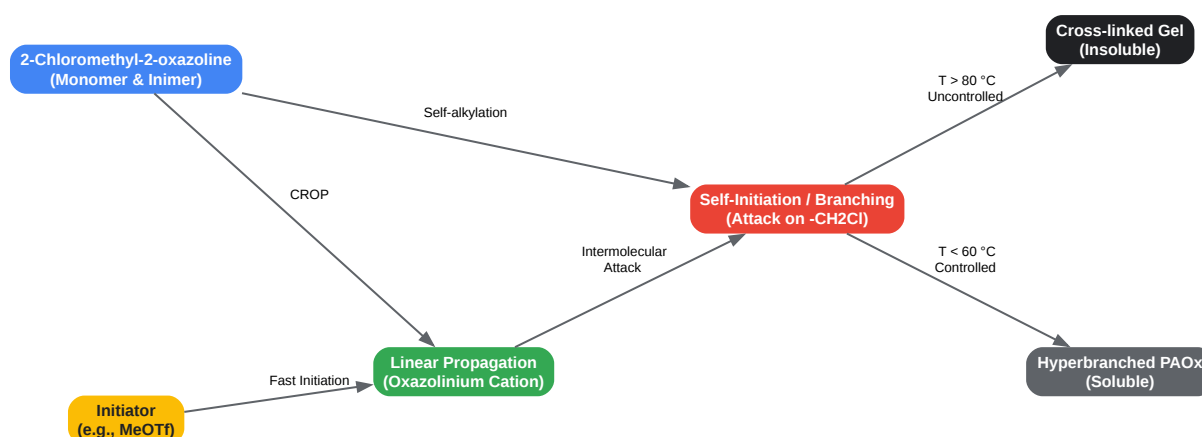 Cross-linked Gel
(Insoluble)
2-Chloromethyl-2-oxazoline
(Monomer & Inimer)
T > 80 °C
Uncontrolled
Self-alkylation
CROP
Self-Initiation / Branching
(Attack on -CH2Cl)
Intermolecular
Attack
T < 60 °C
Controlled
Linear Propagation
(Oxazolinium Cation)
Hyperbranched PAOx
(Soluble)
Fast Initiation
Initiator
(e.g., MeOTf)